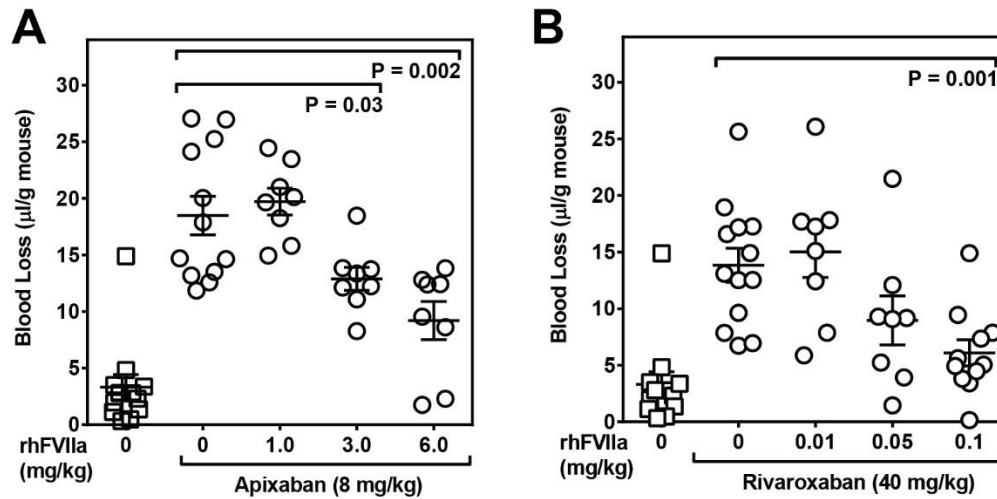 A
Blood Loss (µl/g mouse)
30
25
20
15
10
5
0
P = 0.002
P = 0.03
rhFVIIa
(mg/kg)
0 0 1.0 3.0 6.0
Apixaban (8 mg/kg)
B
Blood Loss (µl/g mouse)
30
25
20
15
10
5
0
P = 0.001
rhFVIIa
(mg/kg)
0 0 0.01 0.05 0.1
Rivaroxaban (40 mg/kg)